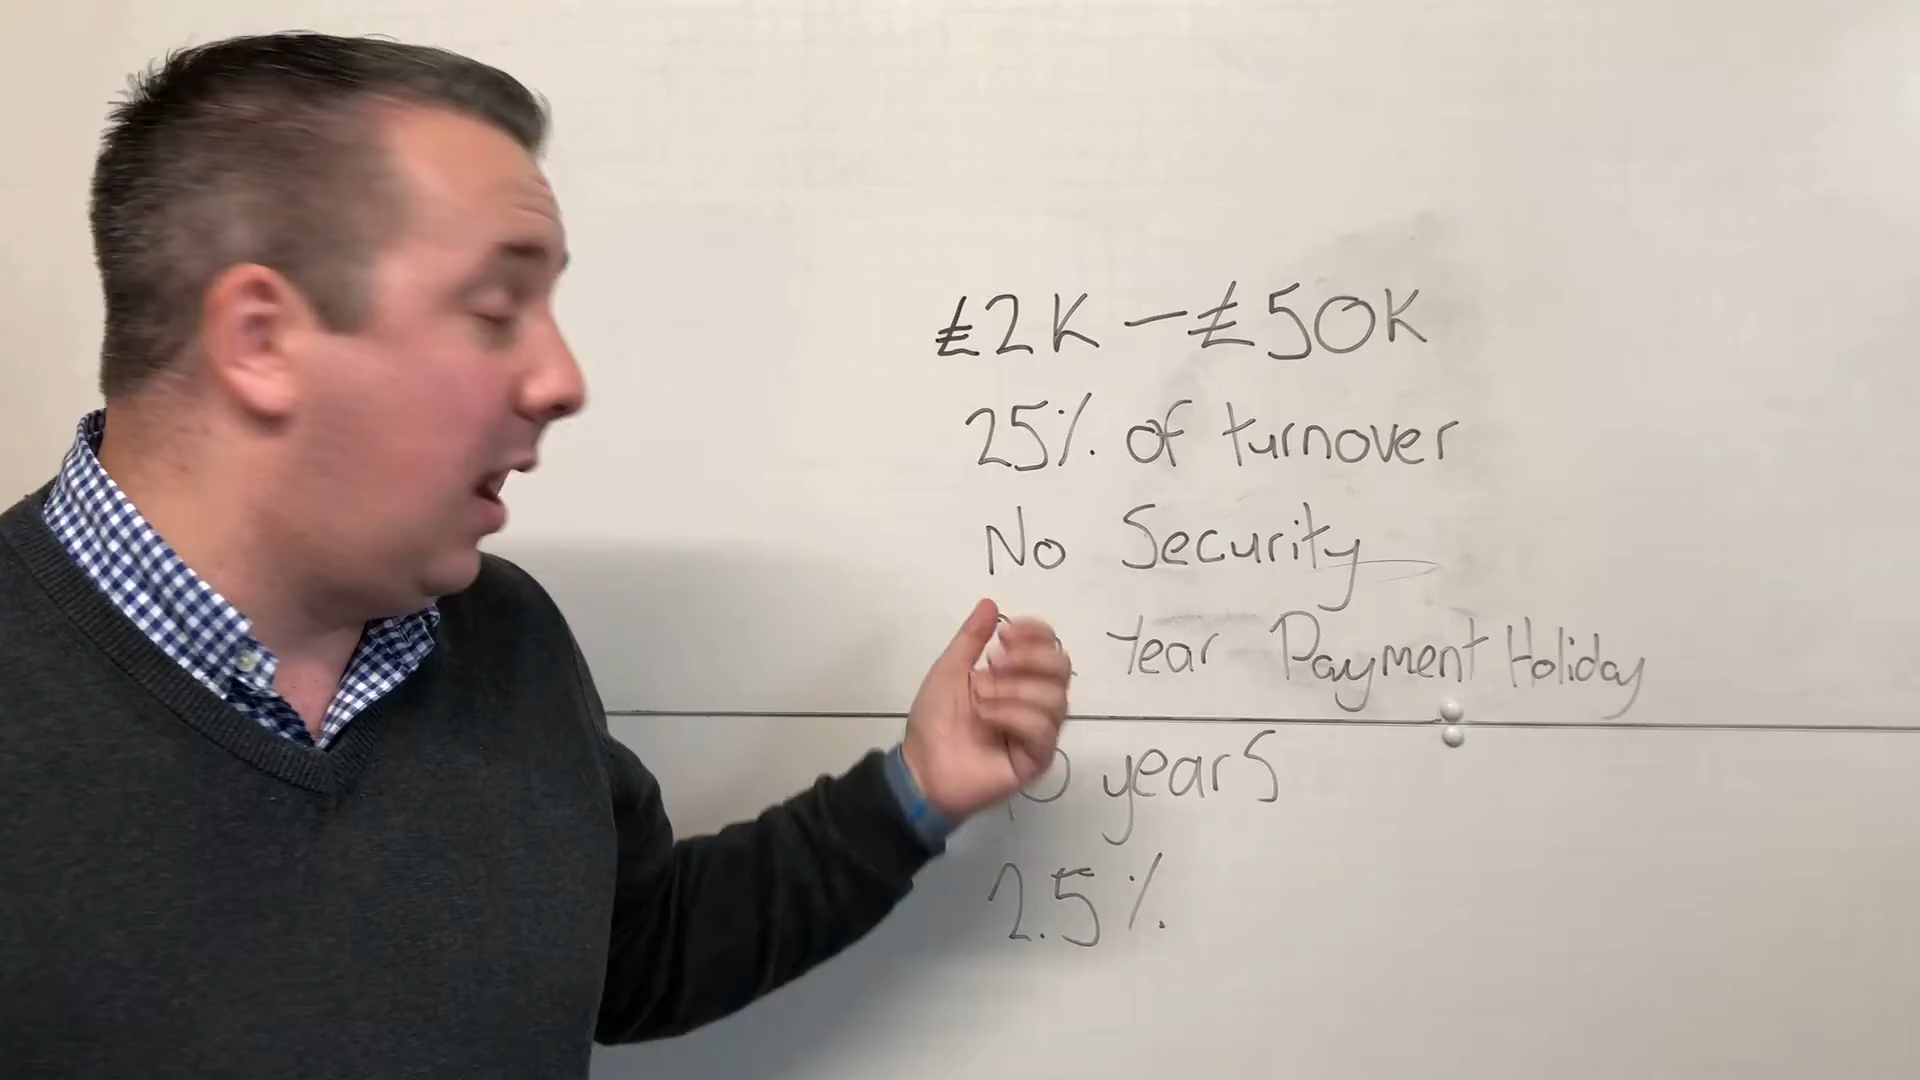 £2K – £50K
25% of turnover
No Security
Year Payment Holiday
years
2.5%